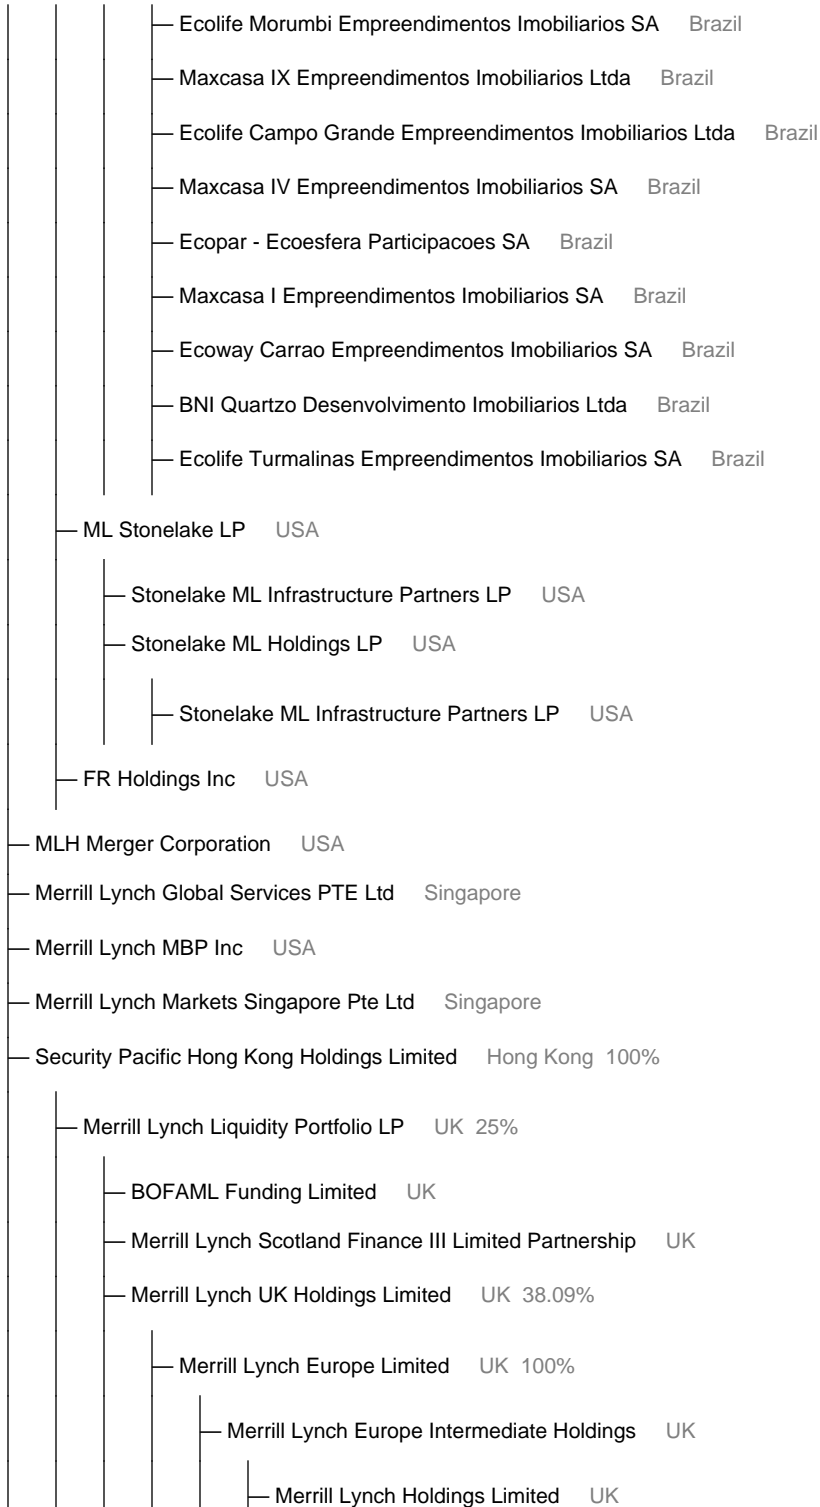 Ecolife Morumbi Empreendimentos Imobiliarios SA Brazil
Maxcasa IX Empreendimentos Imobiliarios Ltda Brazil
Ecolife Campo Grande Empreendimentos Imobiliarios Ltda Brazil
Maxcasa IV Empreendimentos Imobiliarios SA Brazil
Ecopar - Ecoesfera Participacoes SA Brazil
Maxcasa I Empreendimentos Imobiliarios SA Brazil
Ecoway Carrao Empreendimentos Imobiliarios SA Brazil
BNI Quartzo Desenvolvimento Imobiliarios Ltda Brazil
Ecolife Turmalinas Empreendimentos Imobiliarios SA Brazil
ML Stonelake LP USA
Stonelake ML Infrastructure Partners LP USA
Stonelake ML Holdings LP USA
Stonelake ML Infrastructure Partners LP USA
FR Holdings Inc USA
MLH Merger Corporation USA
Merrill Lynch Global Services PTE Ltd Singapore
Merrill Lynch MBP Inc USA
Merrill Lynch Markets Singapore Pte Ltd Singapore
Security Pacific Hong Kong Holdings Limited Hong Kong 100%
Merrill Lynch Liquidity Portfolio LP UK 25%
BOFAML Funding Limited UK
Merrill Lynch Scotland Finance III Limited Partnership UK
Merrill Lynch UK Holdings Limited UK 38.09%
Merrill Lynch Europe Limited UK 100%
Merrill Lynch Europe Intermediate Holdings UK
Merrill Lynch Holdings Limited UK